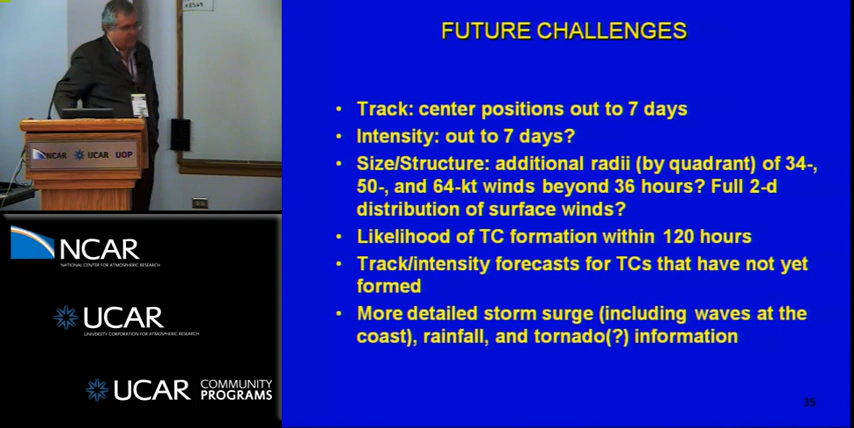 NCAR UCAR UOP
NCAR
NATIONAL CENTER FOR ATMOSPHERIC RESEARCH
UCAR
UNIVERSITY CORPORATION FOR ATMOSPHERIC RESEARCH
UCAR COMMUNITY
PROGRAMS
FUTURE CHALLENGES
• Track: center positions out to 7 days
• Intensity: out to 7 days?
• Size/Structure: additional radii (by quadrant) of 34-,
50-, and 64-kt winds beyond 36 hours? Full 2-d
distribution of surface winds?
• Likelihood of TC formation within 120 hours
• Track/intensity forecasts for TCs that have not yet
formed
• More detailed storm surge (including waves at the
coast), rainfall, and tornado(?) information
35